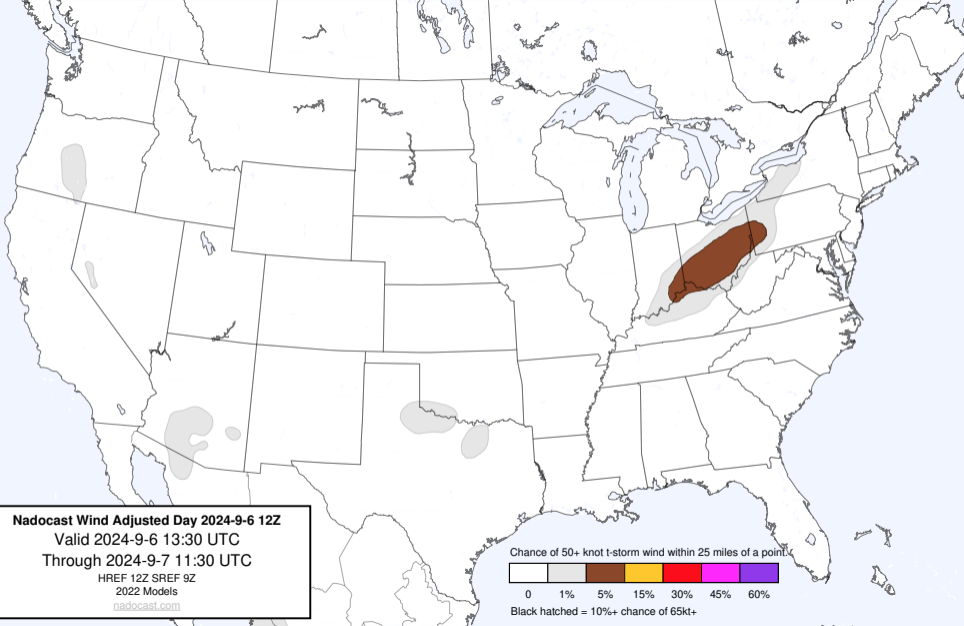 Nadocast Wind Adjusted Day 2024-9-6 12Z
Valid 2024-9-6 13:30 UTC
Through 2024-9-7 11:30 UTC
HREF 12Z SREF 9Z
2022 Models
nadocast.com
Chance of 50+ knot t-storm wind within 25 miles of a point.
0 1% 5% 15% 30% 45% 60%
Black hatched = 10%+ chance of 65kt+